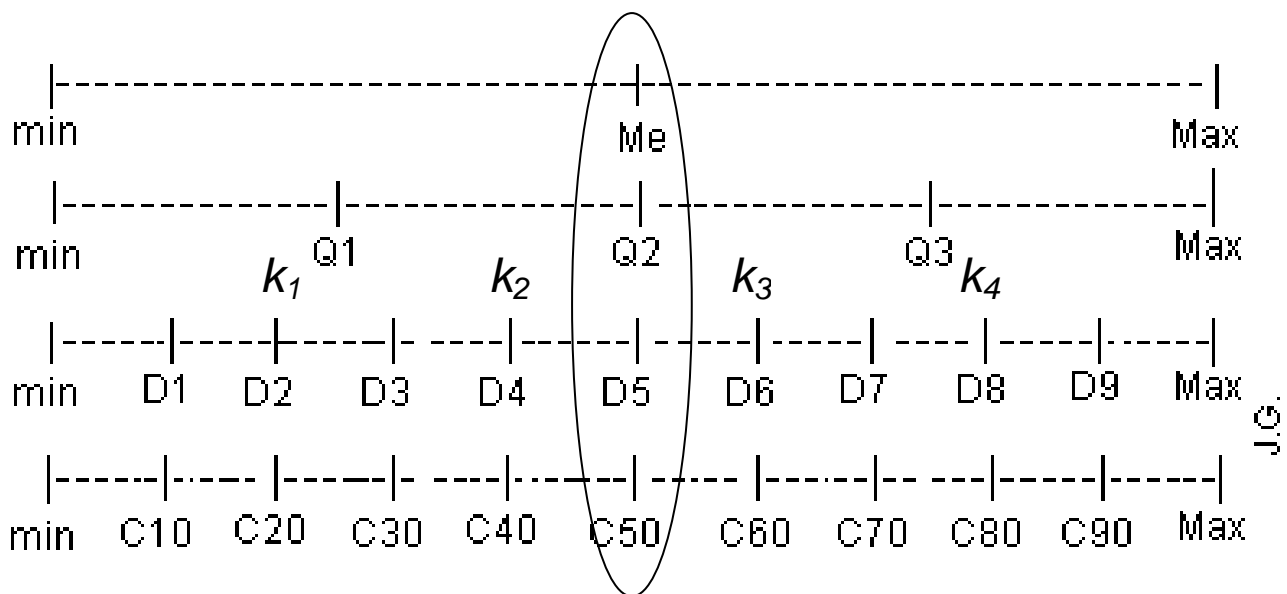 min Me Max
min Q1 Q2 Q3 Max
k1 k2 k3 k4
min D1 D2 D3 D4 D5 D6 D7 D8 D9 Max
J.G.
min C10 C20 C30 C40 C50 C60 C70 C80 C90 Max